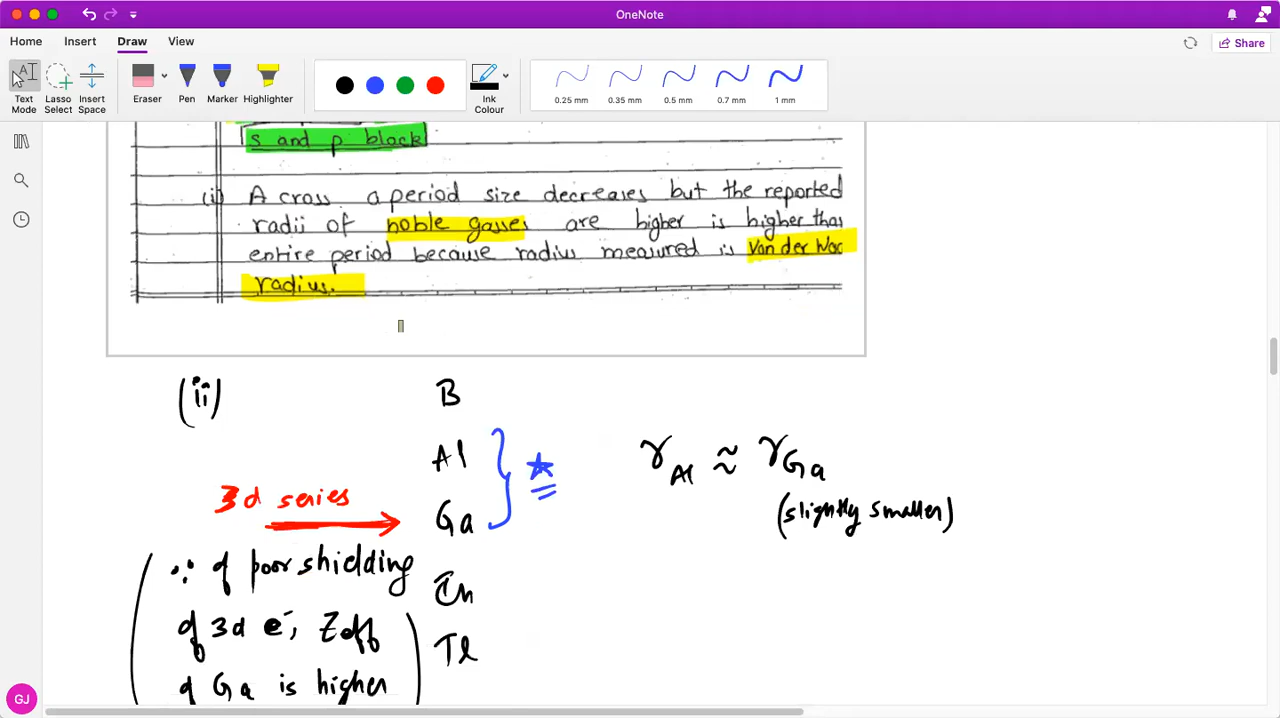 OneNote
Home Insert Draw View
Share
Text Mode
Lasso Select
Insert Space
Eraser
Pen
Marker
Highlighter
Ink Colour
0.25 mm
0.35 mm
0.5 mm
0.7 mm
1 mm
s and p block
(ii) A cross a period size decreases but the reported
radii of noble gasses are higher is higher than
entire period because radius measured is Van der Waa
radius.
(ii) B
Al
r Al ≈ r Ga
(slightly smaller)
3d series
Ga
∵ of poor shielding
In
of 3d e⁻, Zeff
Tl
of Ga is higher
GJ